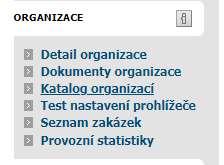 ORGANIZACE
Detail organizace
Dokumenty organizace
Katalog organizací
Test nastavení prohlížeče
Seznam zakázek
Provozní statistiky